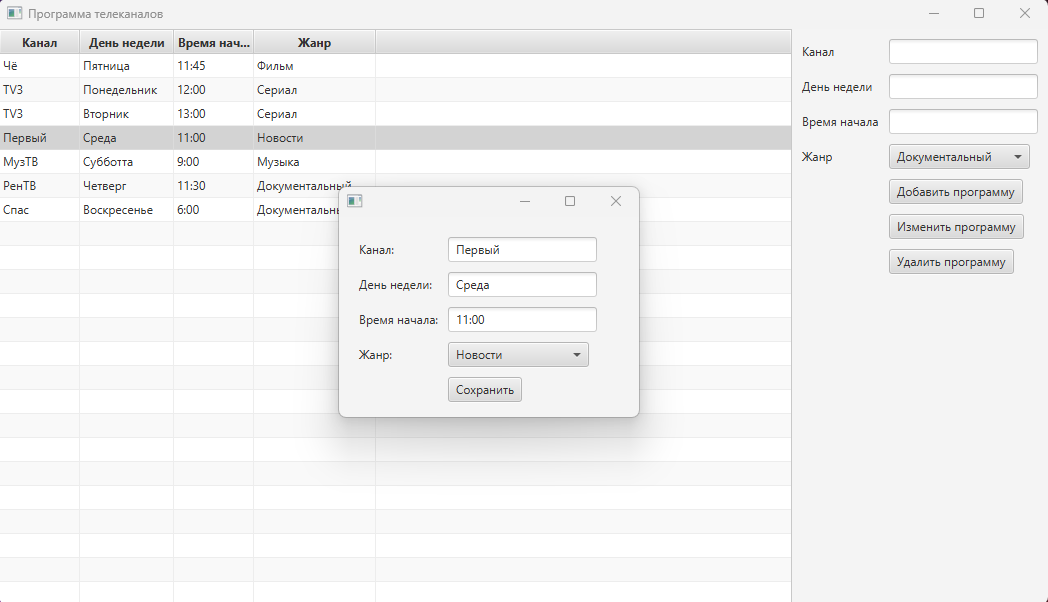 Программа телеканалов
Канал День недели Время нач... Жанр
Чё Пятница 11:45 Фильм
TV3 Понедельник 12:00 Сериал
TV3 Вторник 13:00 Сериал
Первый Среда 11:00 Новости
МузТВ Суббота 9:00 Музыка
РенТВ Четверг 11:30 Документальный
Спас Воскресенье 6:00 Документальн
Канал
День недели
Время начала
Жанр Документальный
Добавить программу
Изменить программу
Удалить программу
Канал: Первый
День недели: Среда
Время начала: 11:00
Жанр: Новости
Сохранить